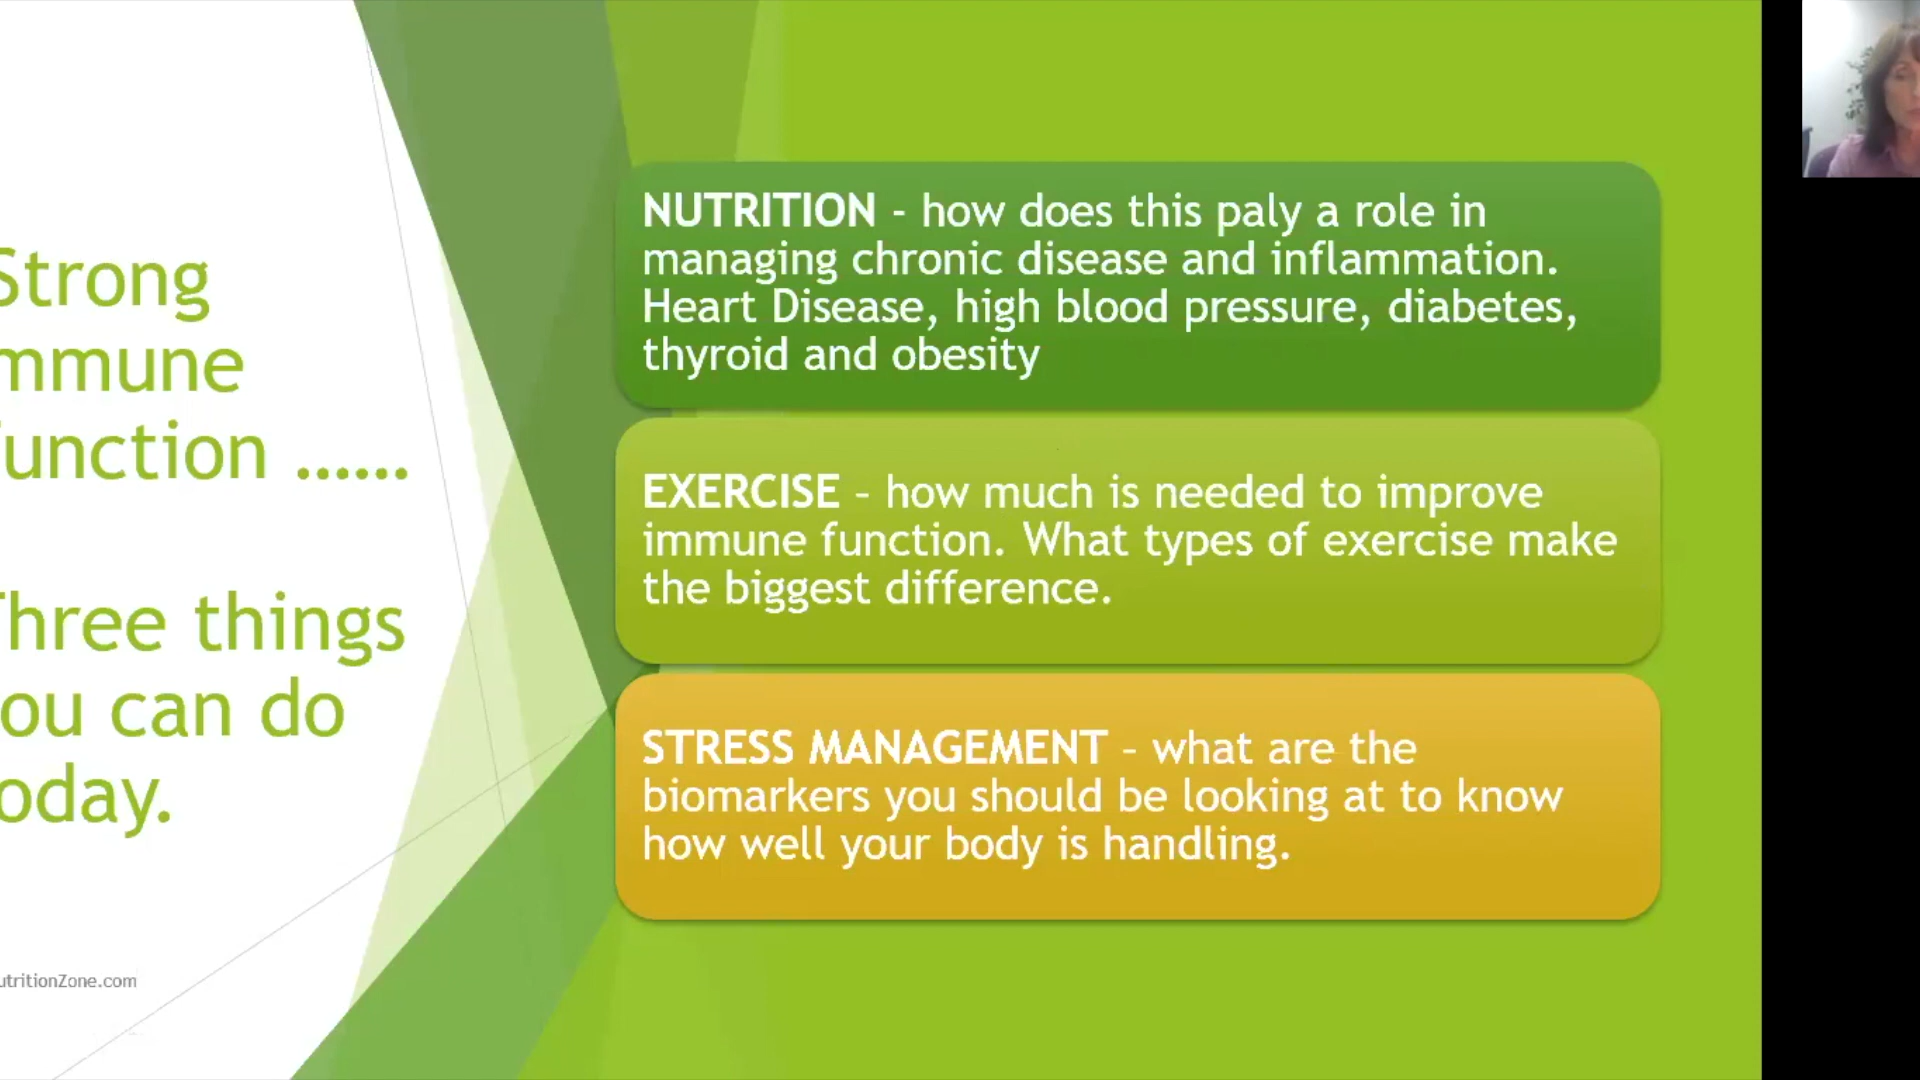 Strong
mmune
unction ......
Three things
ou can do
oday.
utritionZone.com
NUTRITION - how does this paly a role in
managing chronic disease and inflammation.
Heart Disease, high blood pressure, diabetes,
thyroid and obesity
EXERCISE – how much is needed to improve
immune function. What types of exercise make
the biggest difference.
STRESS MANAGEMENT – what are the
biomarkers you should be looking at to know
how well your body is handling.